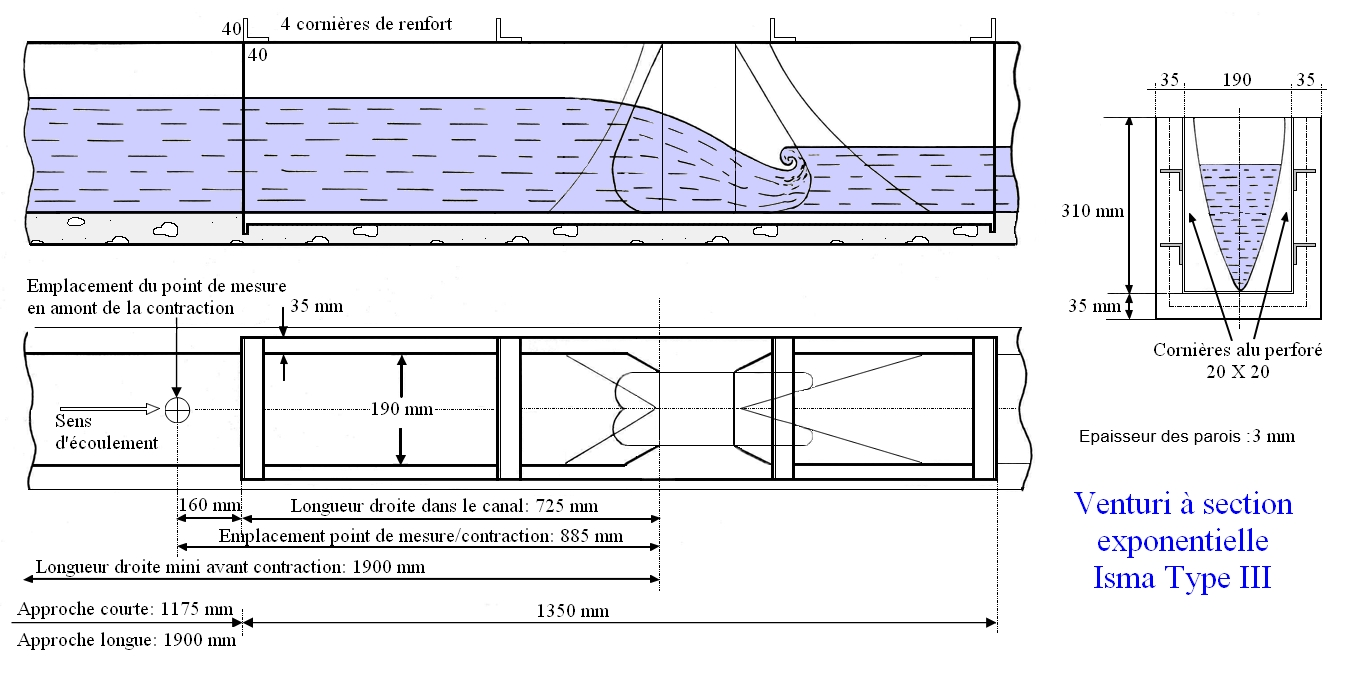 40
4 cornières de renfort
40
35
190
35
310 mm
35 mm
Cornières alu perforé
20 X 20
Emplacement du point de mesure
en amont de la contraction
35 mm
190 mm
Sens
d'écoulement
Epaisseur des parois : 3 mm
160 mm
Longueur droite dans le canal: 725 mm
Emplacement point de mesure/contraction: 885 mm
Longueur droite mini avant contraction: 1900 mm
Approche courte: 1175 mm
1350 mm
Approche longue: 1900 mm
Venturi à section
exponentielle
Isma Type III